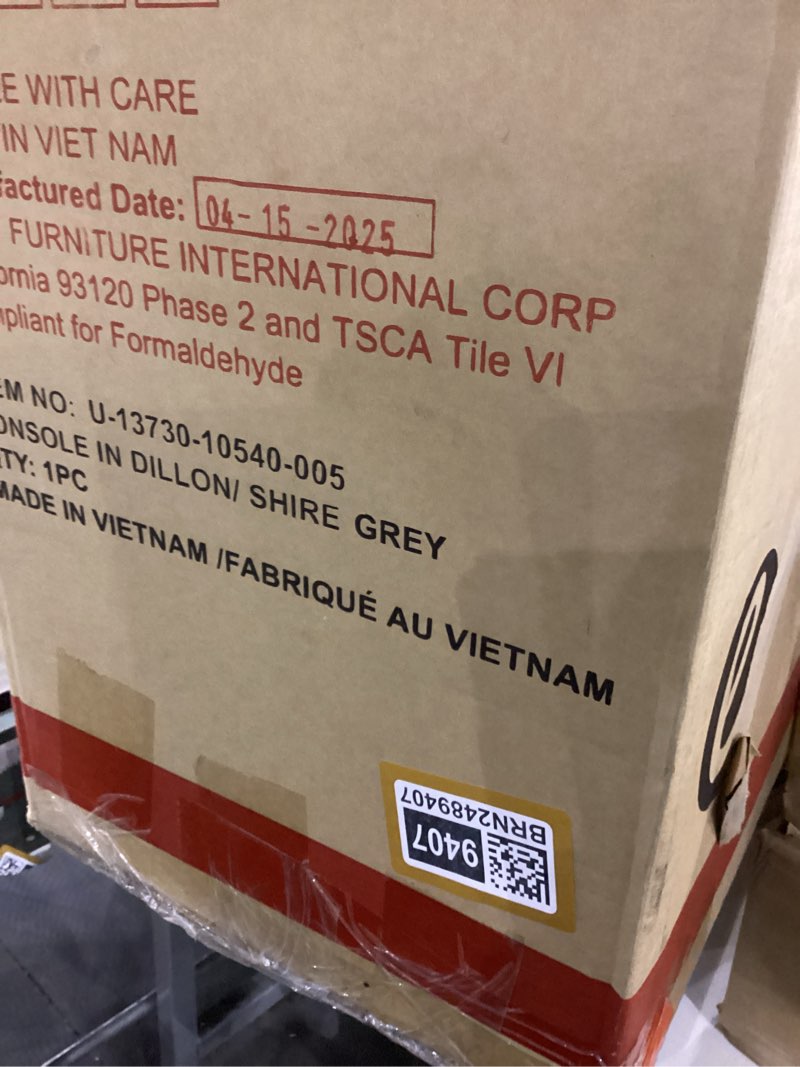 E WITH CARE
IN VIET NAM
factured Date: 04-15-2025
FURNITURE INTERNATIONAL CORP
ornia 93120 Phase 2 and TSCA Tile VI
pliant for Formaldehyde
EM NO: U-13730-10540-005
ONSOLE IN DILLON/ SHIRE GREY
TY: 1PC
MADE IN VIETNAM /FABRIQUÉ AU VIETNAM
BRN2489407
9407